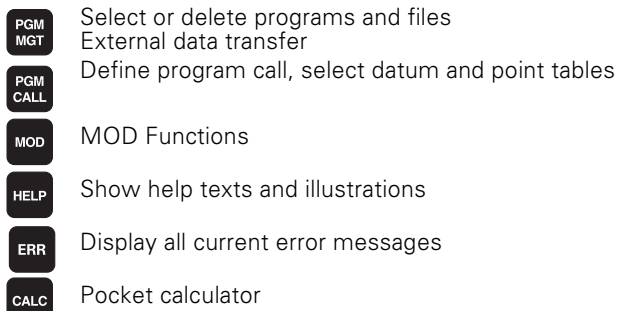 PGM MGT Select or delete programs and files
External data transfer
PGM CALL Define program call, select datum and point tables
MOD MOD Functions
HELP Show help texts and illustrations
ERR Display all current error messages
CALC Pocket calculator